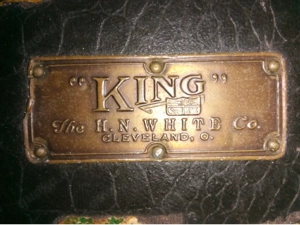 "KING"
The H.N. WHITE Co.
CLEVELAND, O.